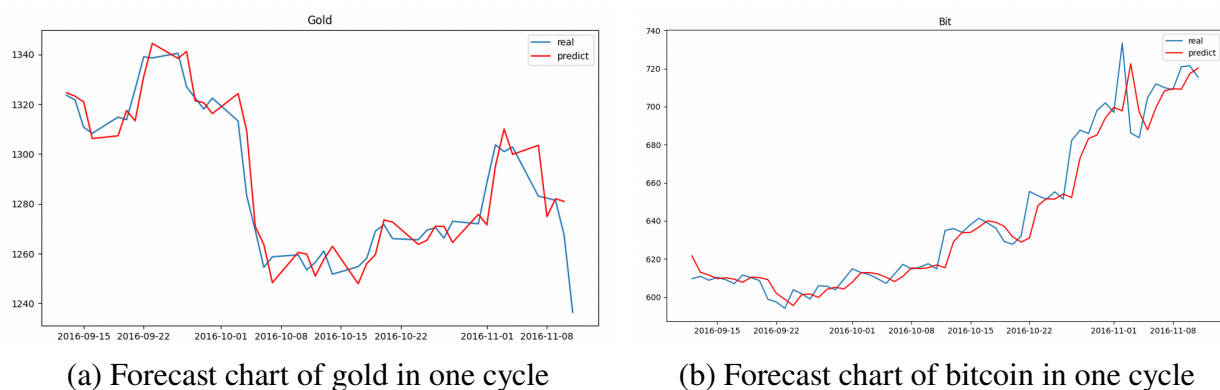 Gold
real
predict
1340
1320
1300
1280
1260
1240
2016-09-15 2016-09-22 2016-10-01 2016-10-08 2016-10-15 2016-10-22 2016-11-01 2016-11-08
(a) Forecast chart of gold in one cycle
Bit
real
predict
740
720
700
680
660
640
620
600
2016-09-15 2016-09-22 2016-10-01 2016-10-08 2016-10-15 2016-10-22 2016-11-01 2016-11-08
(b) Forecast chart of bitcoin in one cycle